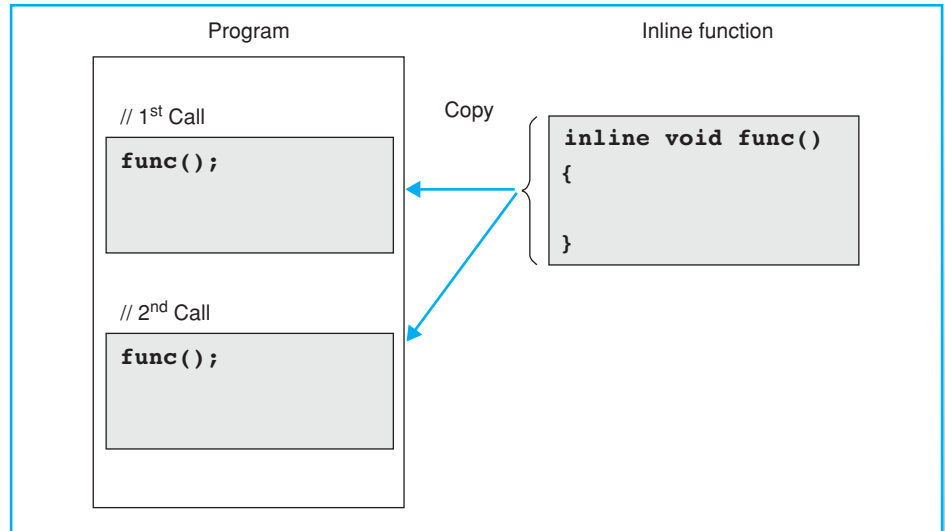 Program
Inline function
// 1st Call
Copy
func();
inline void func()
{
}
// 2nd Call
func();